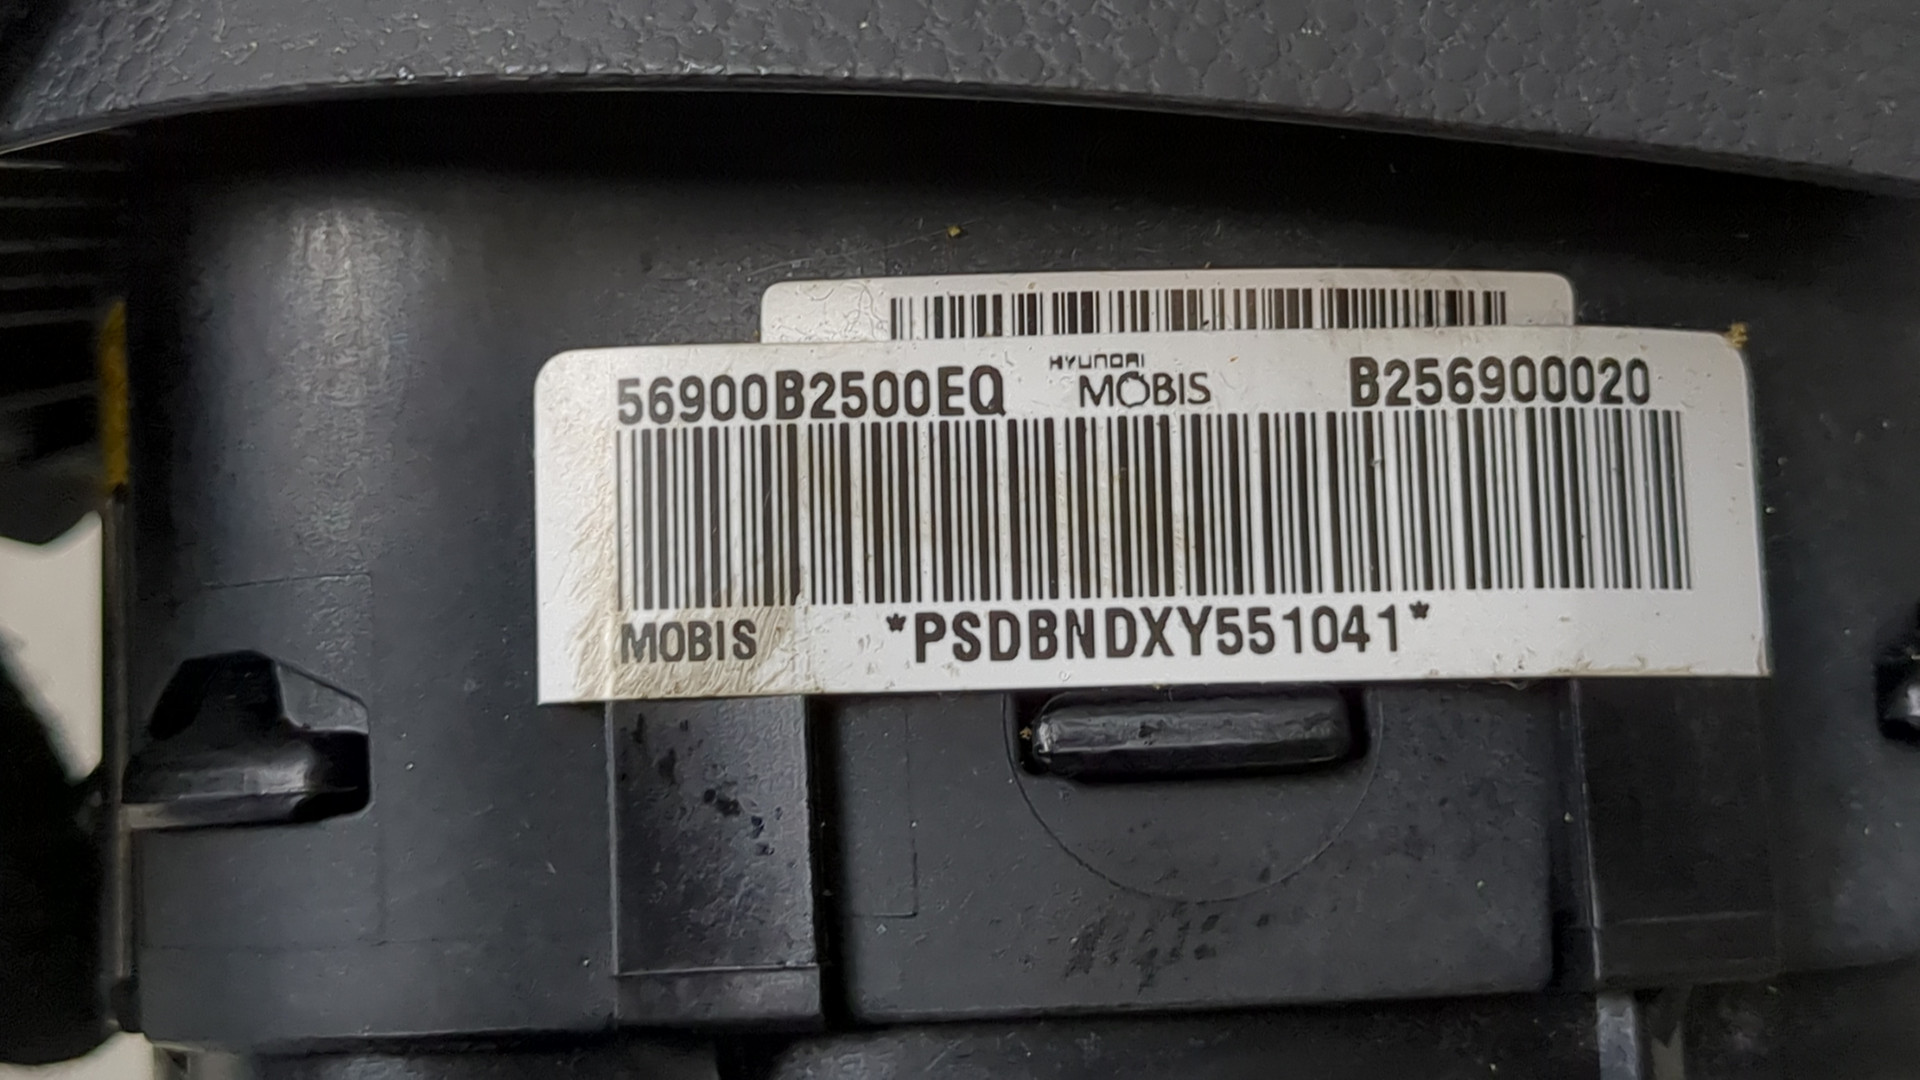 56900B2500EQ HYUNDAI MOBIS B256900020
MOBIS *PSDBNDXY551041*